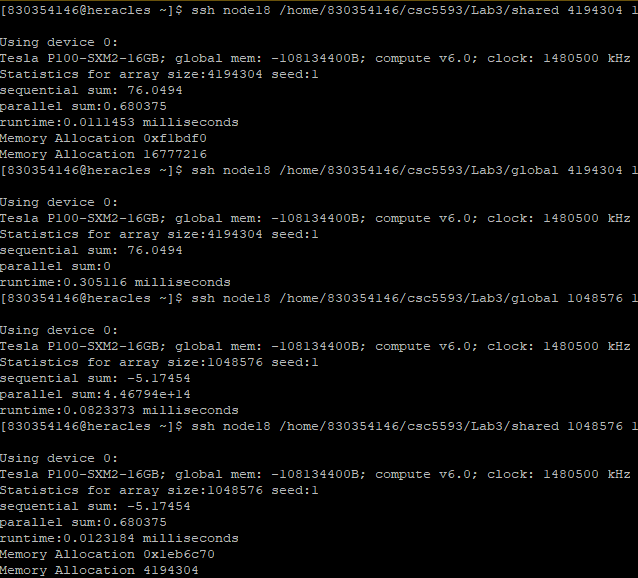 [830354146@heracles ~]$ ssh node18 /home/830354146/csc5593/Lab3/shared 4194304 1
Using device 0:
Tesla P100-SXM2-16GB; global mem: -108134400B; compute v6.0; clock: 1480500 kHz
Statistics for array size:4194304 seed:1
sequential sum: 76.0494
parallel sum:0.680375
runtime:0.0111453 milliseconds
Memory Allocation 0xf1bdf0
Memory Allocation 16777216
[830354146@heracles ~]$ ssh node18 /home/830354146/csc5593/Lab3/global 4194304 1
Using device 0:
Tesla P100-SXM2-16GB; global mem: -108134400B; compute v6.0; clock: 1480500 kHz
Statistics for array size:4194304 seed:1
sequential sum: 76.0494
parallel sum:0
runtime:0.305116 milliseconds
[830354146@heracles ~]$ ssh node18 /home/830354146/csc5593/Lab3/global 1048576 1
Using device 0:
Tesla P100-SXM2-16GB; global mem: -108134400B; compute v6.0; clock: 1480500 kHz
Statistics for array size:1048576 seed:1
sequential sum: -5.17454
parallel sum:4.46794e+14
runtime:0.0823373 milliseconds
[830354146@heracles ~]$ ssh node18 /home/830354146/csc5593/Lab3/shared 1048576 1
Using device 0:
Tesla P100-SXM2-16GB; global mem: -108134400B; compute v6.0; clock: 1480500 kHz
Statistics for array size:1048576 seed:1
sequential sum: -5.17454
parallel sum:0.680375
runtime:0.0123184 milliseconds
Memory Allocation 0x1eb6c70
Memory Allocation 4194304